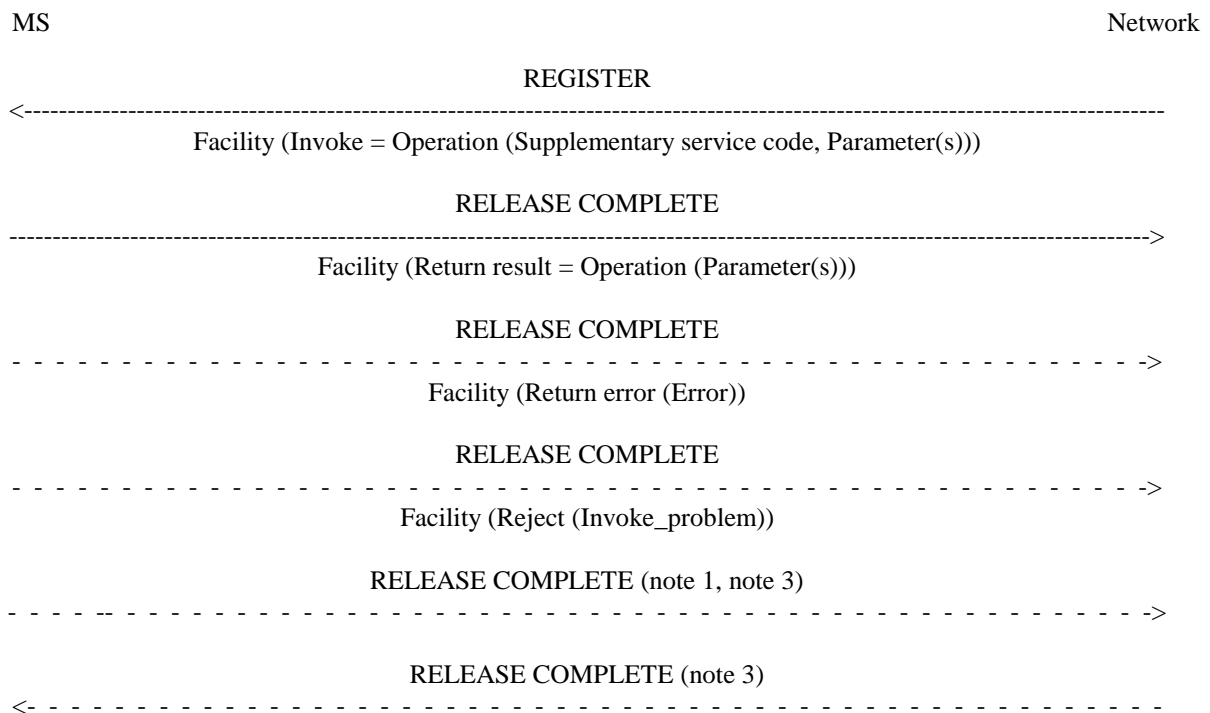 MS Network
REGISTER
Facility (Invoke = Operation (Supplementary service code, Parameter(s)))
RELEASE COMPLETE
Facility (Return result = Operation (Parameter(s)))
RELEASE COMPLETE
Facility (Return error (Error))
RELEASE COMPLETE
Facility (Reject (Invoke_problem))
RELEASE COMPLETE (note 1, note 3)
RELEASE COMPLETE (note 3)